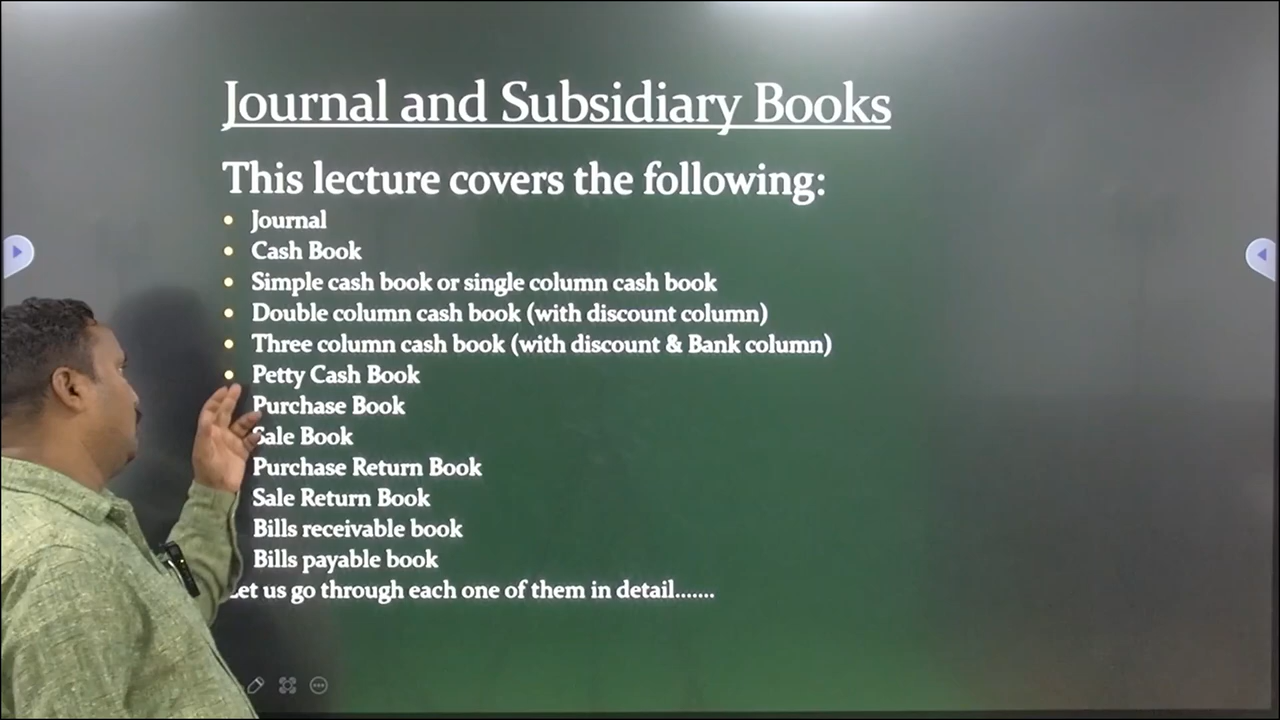 Journal and Subsidiary Books
This lecture covers the following:
• Journal
• Cash Book
• Simple cash book or single column cash book
• Double column cash book (with discount column)
• Three column cash book (with discount & Bank column)
• Petty Cash Book
Purchase Book
Sale Book
Purchase Return Book
Sale Return Book
Bills receivable book
Bills payable book
Let us go through each one of them in detail.......